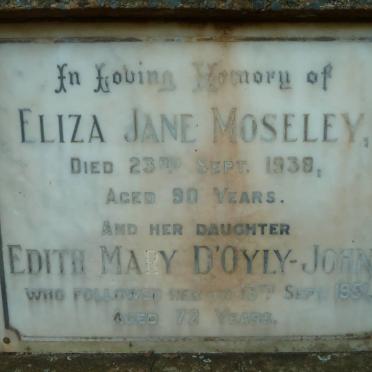 In Loving Memory of
ELIZA JANE MOSELEY,
DIED 23RD SEPT. 1938,
AGED 90 YEARS.
AND HER DAUGHTER
EDITH MARY D'OYLY-JOHN
WHO FOLLOWED HER ON SEPT.
AGED 72 YEARS.